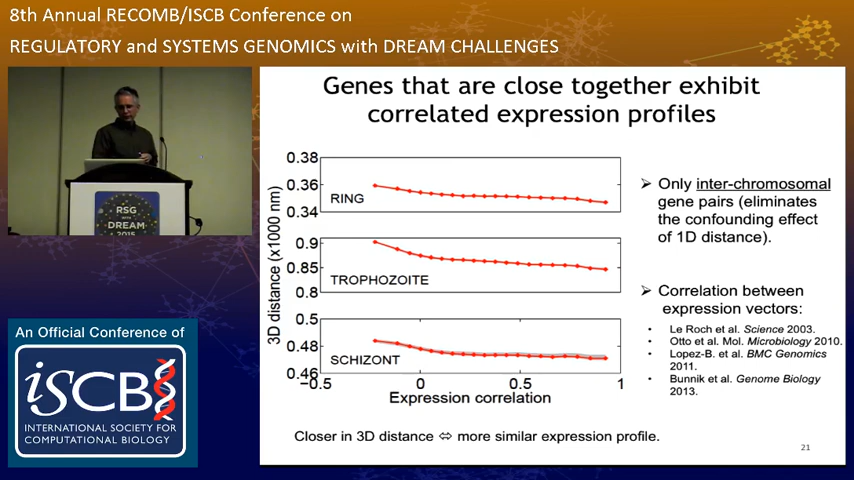 8th Annual RECOMB/ISCB Conference on
REGULATORY and SYSTEMS GENOMICS with DREAM CHALLENGES
RSG
WITH
DREAM
2015
An Official Conference of
iSCB
INTERNATIONAL SOCIETY FOR
COMPUTATIONAL BIOLOGY
Genes that are close together exhibit
correlated expression profiles
3D distance (x1000 nm)
0.38
0.36
0.34
RING
0.9
0.85
0.8
TROPHOZOITE
0.5
0.48
0.46
SCHIZONT
−0.5 0 0.5 1
Expression correlation
➢ Only inter-chromosomal
gene pairs (eliminates
the confounding effect
of 1D distance).
➢ Correlation between
expression vectors:
• Le Roch et al. Science 2003.
• Otto et al. Mol. Microbiology 2010.
• Lopez-B. et al. BMC Genomics
2011.
• Bunnik et al. Genome Biology
2013.
Closer in 3D distance ⇔ more similar expression profile.
21